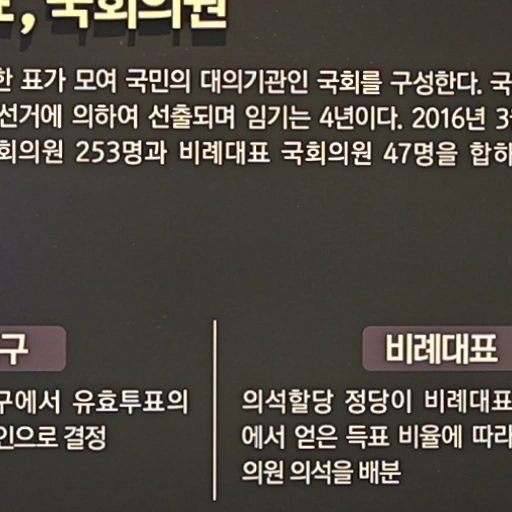 , 국회의원
한 표가 모여 국민의 대의기관인 국회를 구성한다. 국
선거에 의하여 선출되며 임기는 4년이다. 2016년 3
회의원 253명과 비례대표 국회의원 47명을 합하
구
구에서 유효투표의
인으로 결정
비례대표
의석할당 정당이 비례대표
에서 얻은 득표 비율에 따라
의원 의석을 배분